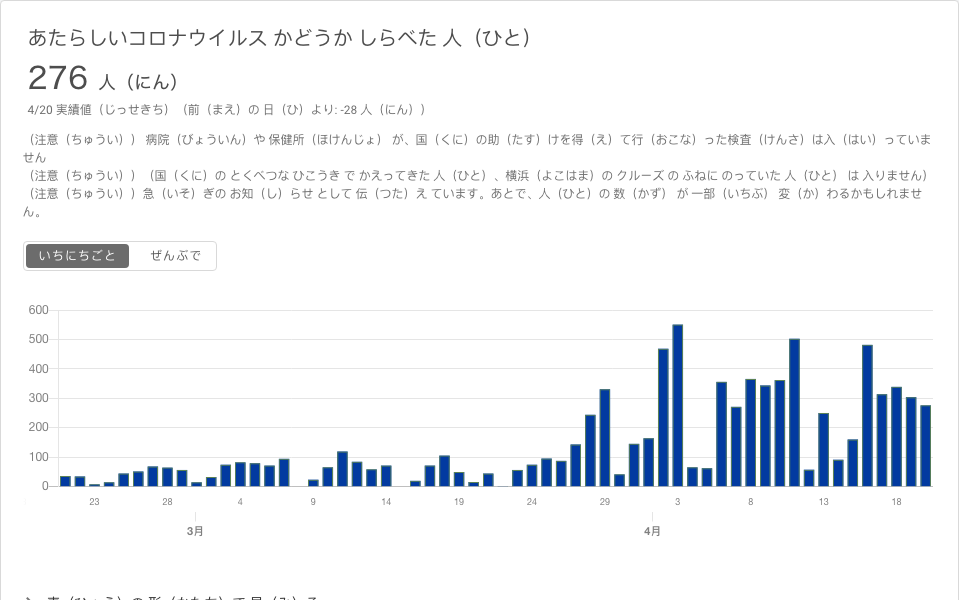 あたらしいコロナウイルス かどうか しらべた 人（ひと）
276 人（にん）
4/20 実績値（じっせきち）（前（まえ）の 日（ひ）より: -28 人（にん））
（注意（ちゅうい）） 病院（びょういん）や 保健所（ほけんじょ） が、国（くに）の助（たす）けを得（え）て行（おこな）った検査（けんさ）は入（はい）っていま
せん
（注意（ちゅうい））（国（くに）の とくべつな ひこうき で かえってきた 人（ひと）、横浜（よこはま）の クルーズ の ふねに のっていた 人（ひと） は 入りません）
（注意（ちゅうい））急（いそ）ぎの お知（し）らせ として 伝（つた）え ています。あとで、人（ひと）の 数（かず） が 一部（いちぶ） 変（か）わるかもしれませ
ん。
いちにちごと ぜんぶで
600
500
400
300
200
100
0
23 28 4 9 14 19 24 29 3 8 13 18
3月 4月